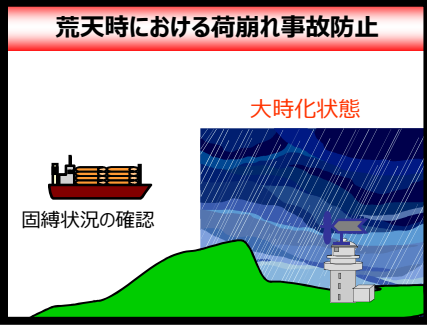 荒天時における荷崩れ事故防止
大時化状態
固縛状況の確認